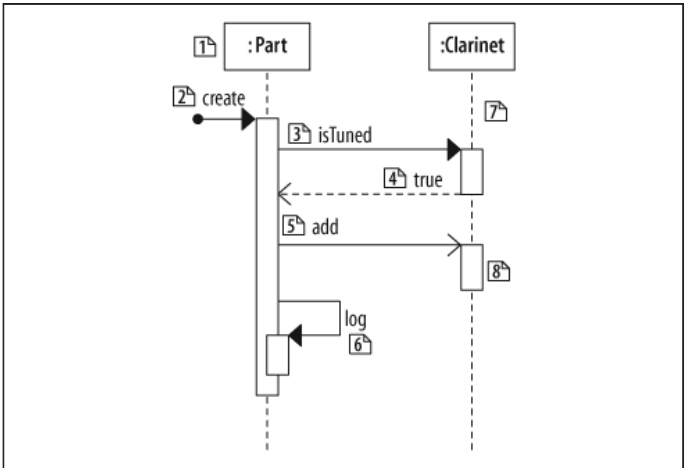 1 : Part
:Clarinet
2 create
7
3 isTuned
4 true
5 add
8
log
6